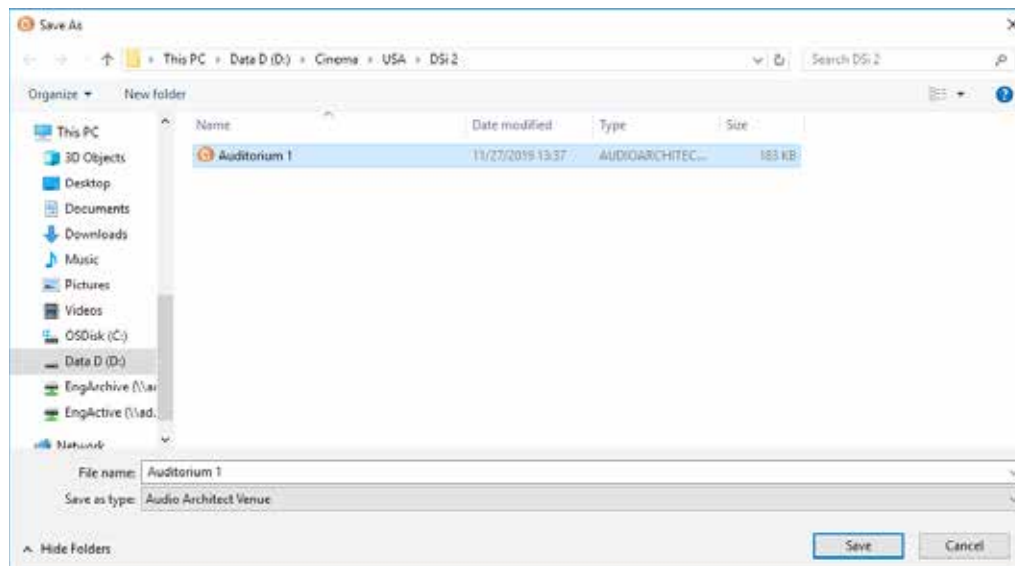 Save As
This PC › Data D (D:) › Cinema › USA › DSi 2
Search DSi 2
Organize
New folder
Name Date modified Type Size
Auditorium 1 11/27/2019 13:37 AUDIOARCHITEC... 183 KB
This PC
3D Objects
Desktop
Documents
Downloads
Music
Pictures
Videos
OSDisk (C:)
Data D (D:)
EngArchive (\\ad
EngActive (\\ad.
Network
File name: Auditorium 1
Save as type: Audio Architect Venue
Hide Folders
Save
Cancel